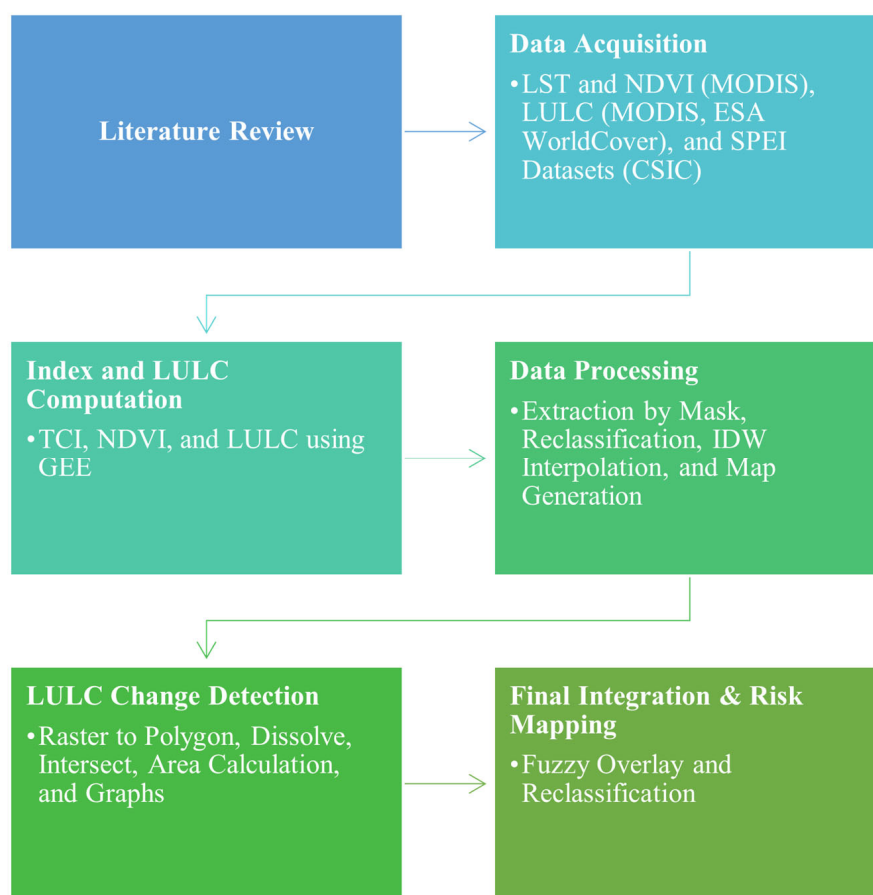 Literature Review
Data Acquisition
•LST and NDVI (MODIS),
LULC (MODIS, ESA
WorldCover), and SPEI
Datasets (CSIC)
Index and LULC
Computation
•TCI, NDVI, and LULC using
GEE
Data Processing
•Extraction by Mask,
Reclassification, IDW
Interpolation, and Map
Generation
LULC Change Detection
•Raster to Polygon, Dissolve,
Intersect, Area Calculation,
and Graphs
Final Integration & Risk
Mapping
•Fuzzy Overlay and
Reclassification